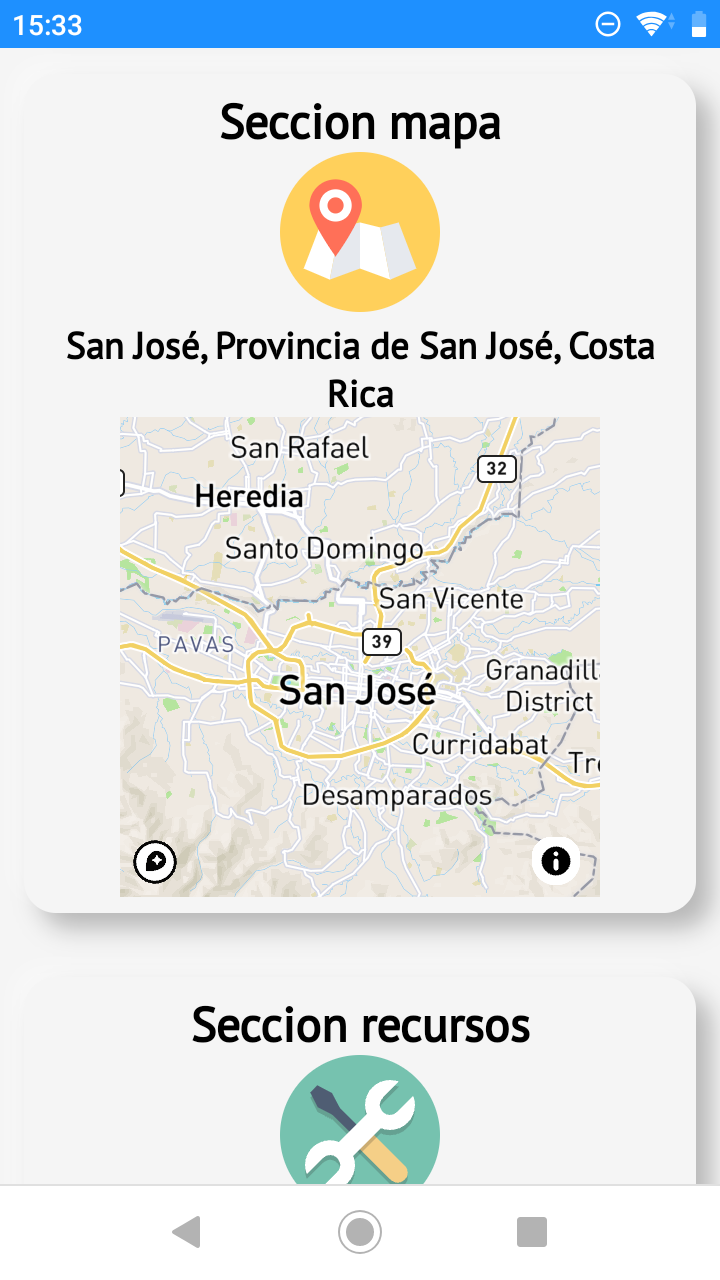 15:33
Seccion mapa
San José, Provincia de San José, Costa
Rica
San Rafael
32
Heredia
Santo Domingo
San Vicente
39
PAVAS
Granadill
San José
District
Curridabat
Tre
Desamparados
Seccion recursos